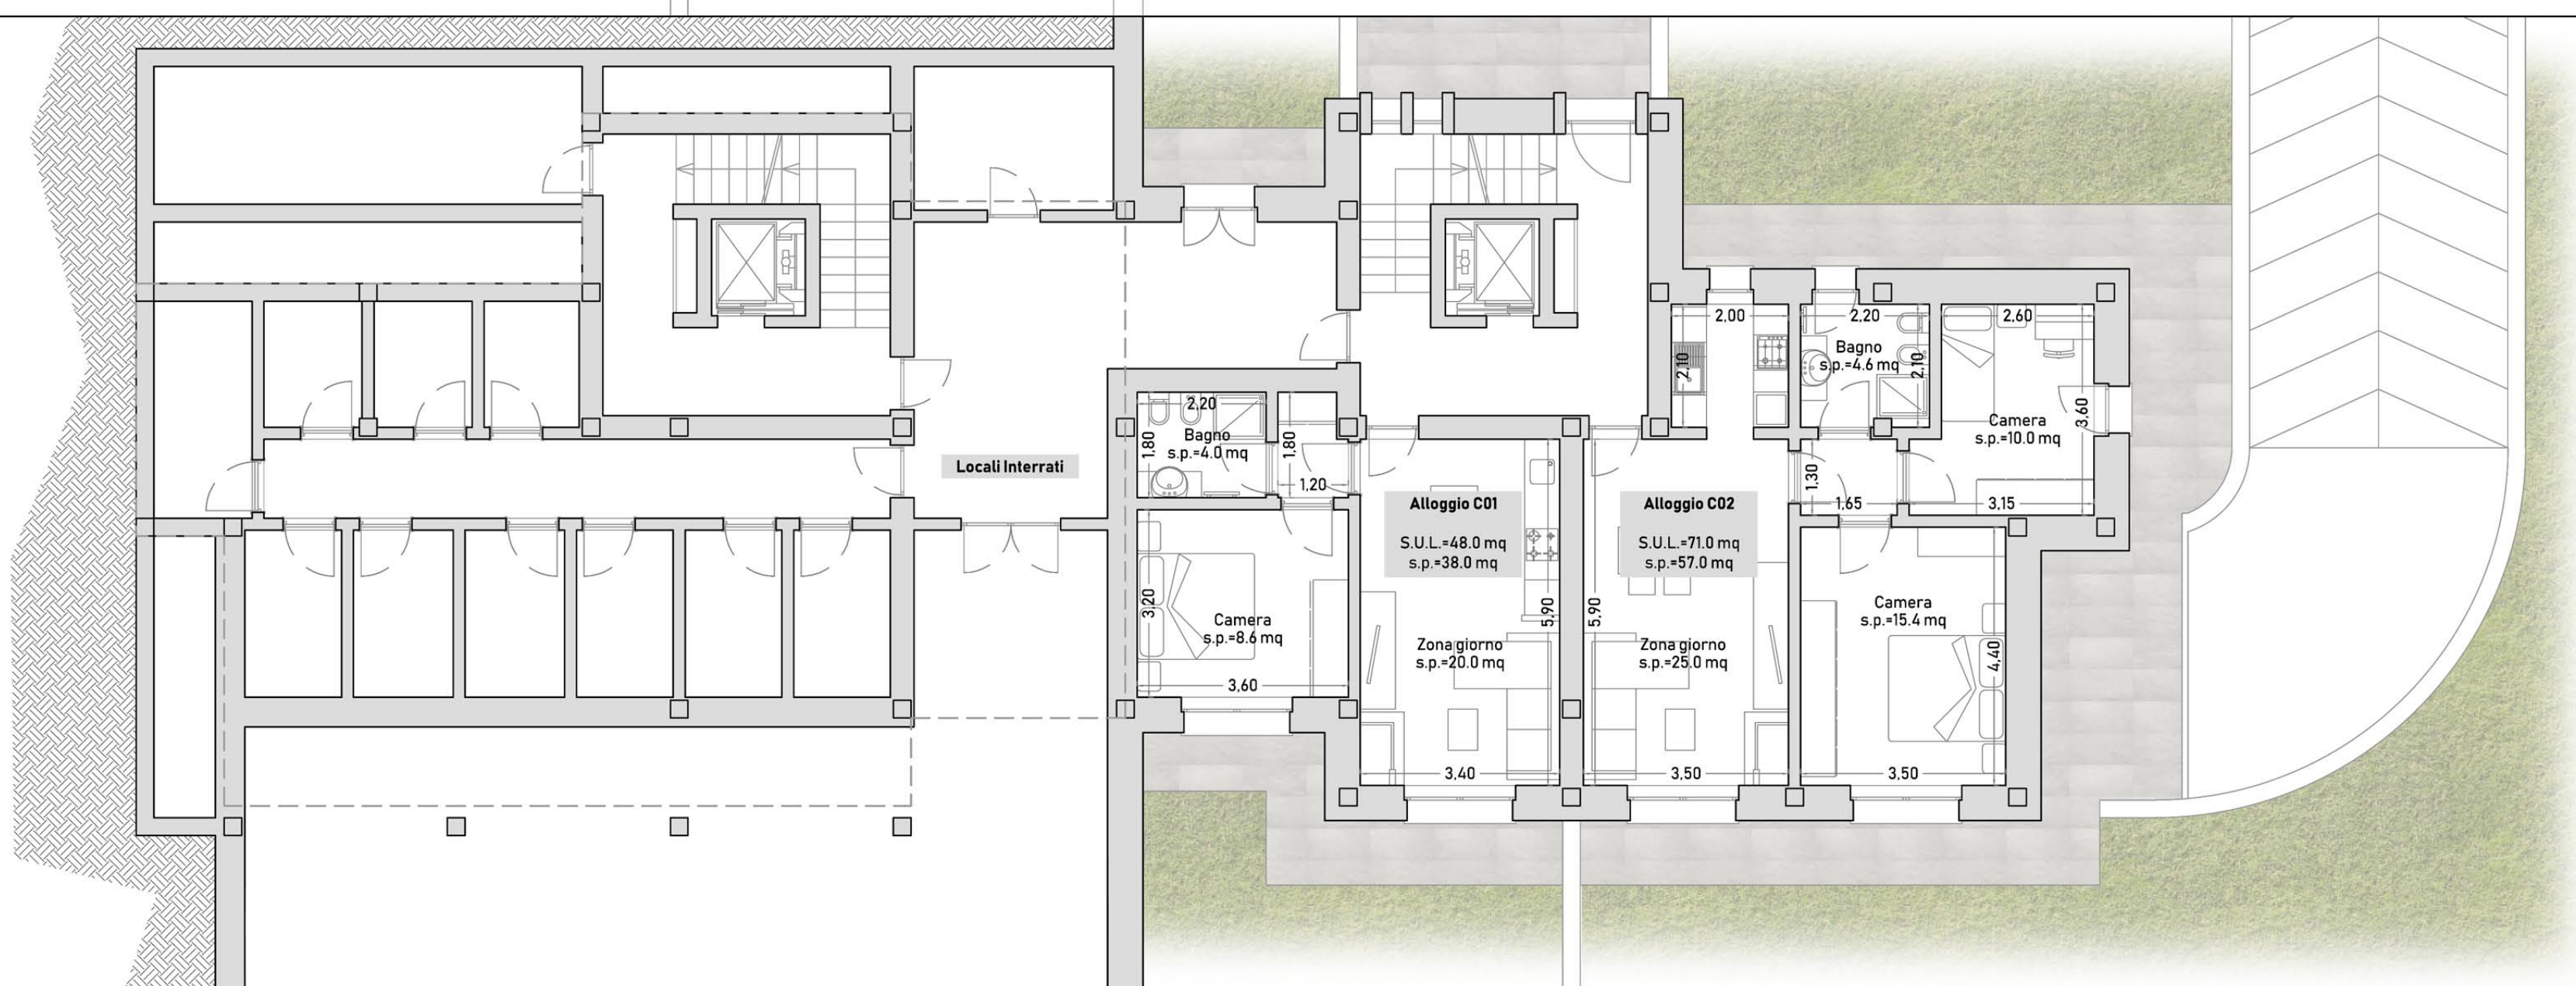 2,00
2,20
2,60
2,10
Bagno
s.p.=4.6 mq
2,10
3,60
Camera
s.p.=10.0 mq
2,20
Bagno
s.p.=4.0 mq
1,80
1,80
1,20
Locali Interrati
1,30
1,65
3,15
Alloggio C01
S.U.L.=48.0 mq
s.p.=38.0 mq
Alloggio C02
S.U.L.=71.0 mq
s.p.=57.0 mq
3,20
Camera
s.p.=8.6 mq
3,60
5,90
5,90
Zona giorno
s.p.=20.0 mq
Zona giorno
s.p.=25.0 mq
Camera
s.p.=15.4 mq
4,40
3,40
3,50
3,50